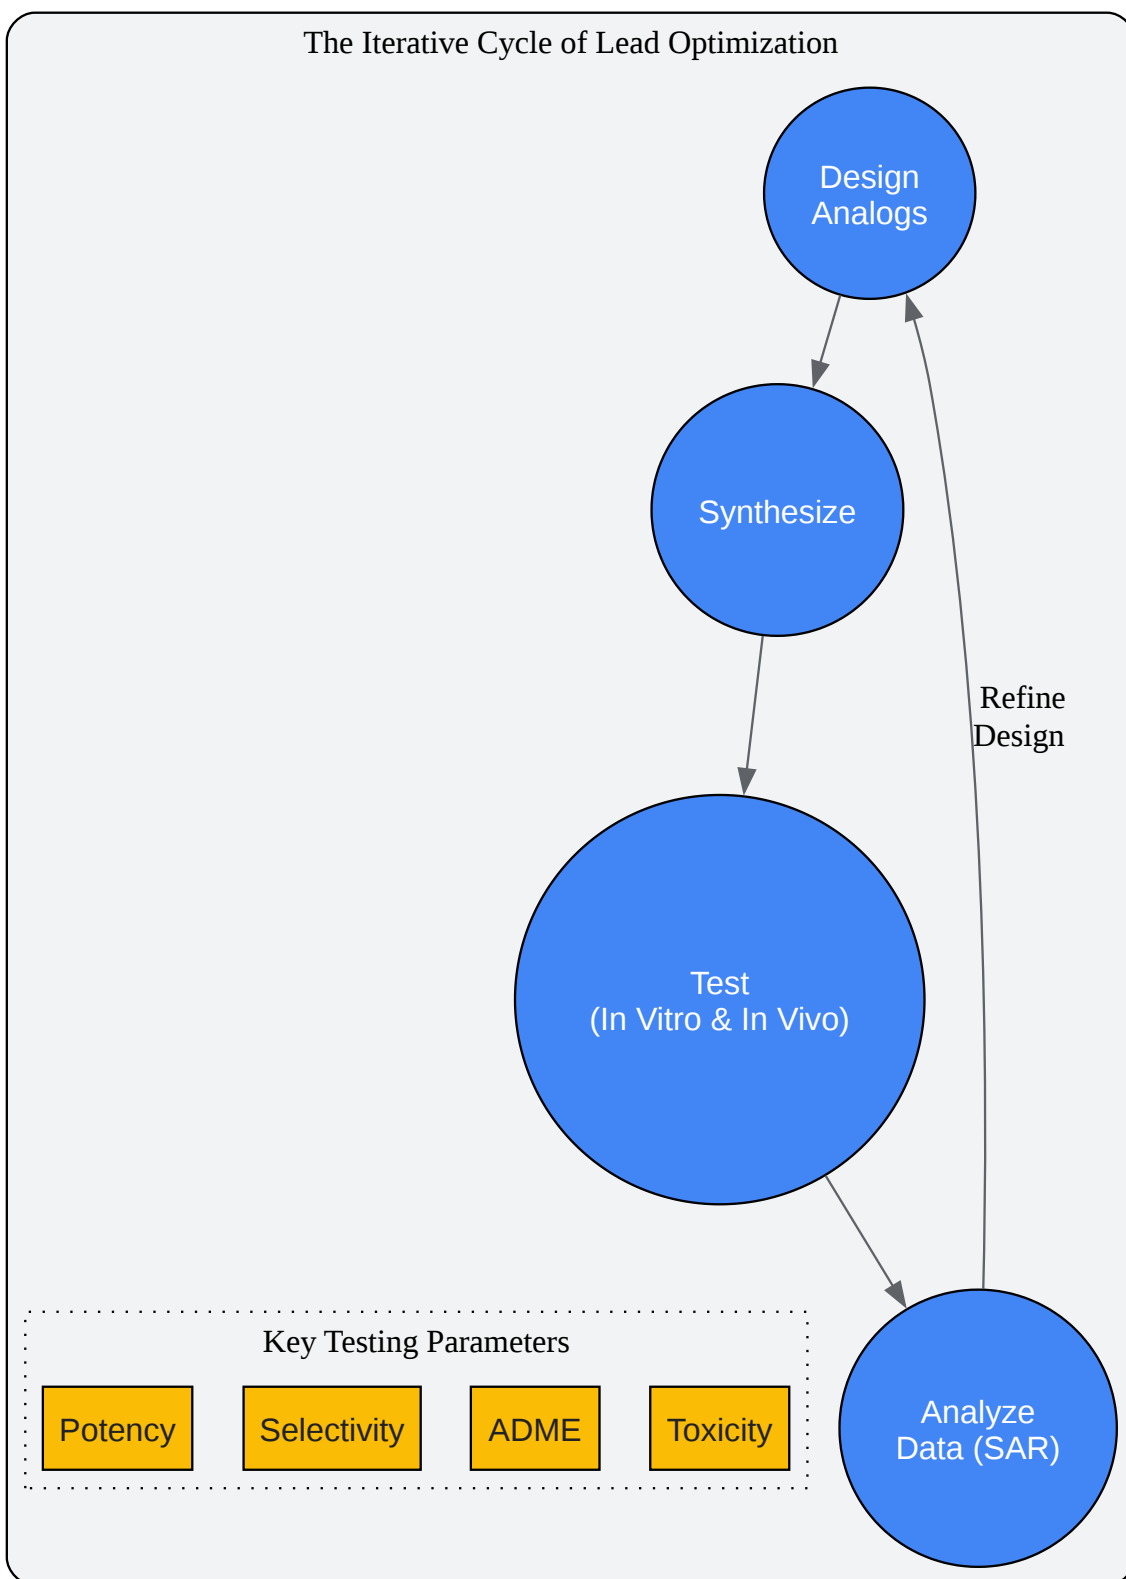 The Iterative Cycle of Lead Optimization
Design
Analogs
Synthesize
Refine
Design
Test
(In Vitro & In Vivo)
Key Testing Parameters
Potency
Selectivity
ADME
Toxicity
Analyze
Data (SAR)